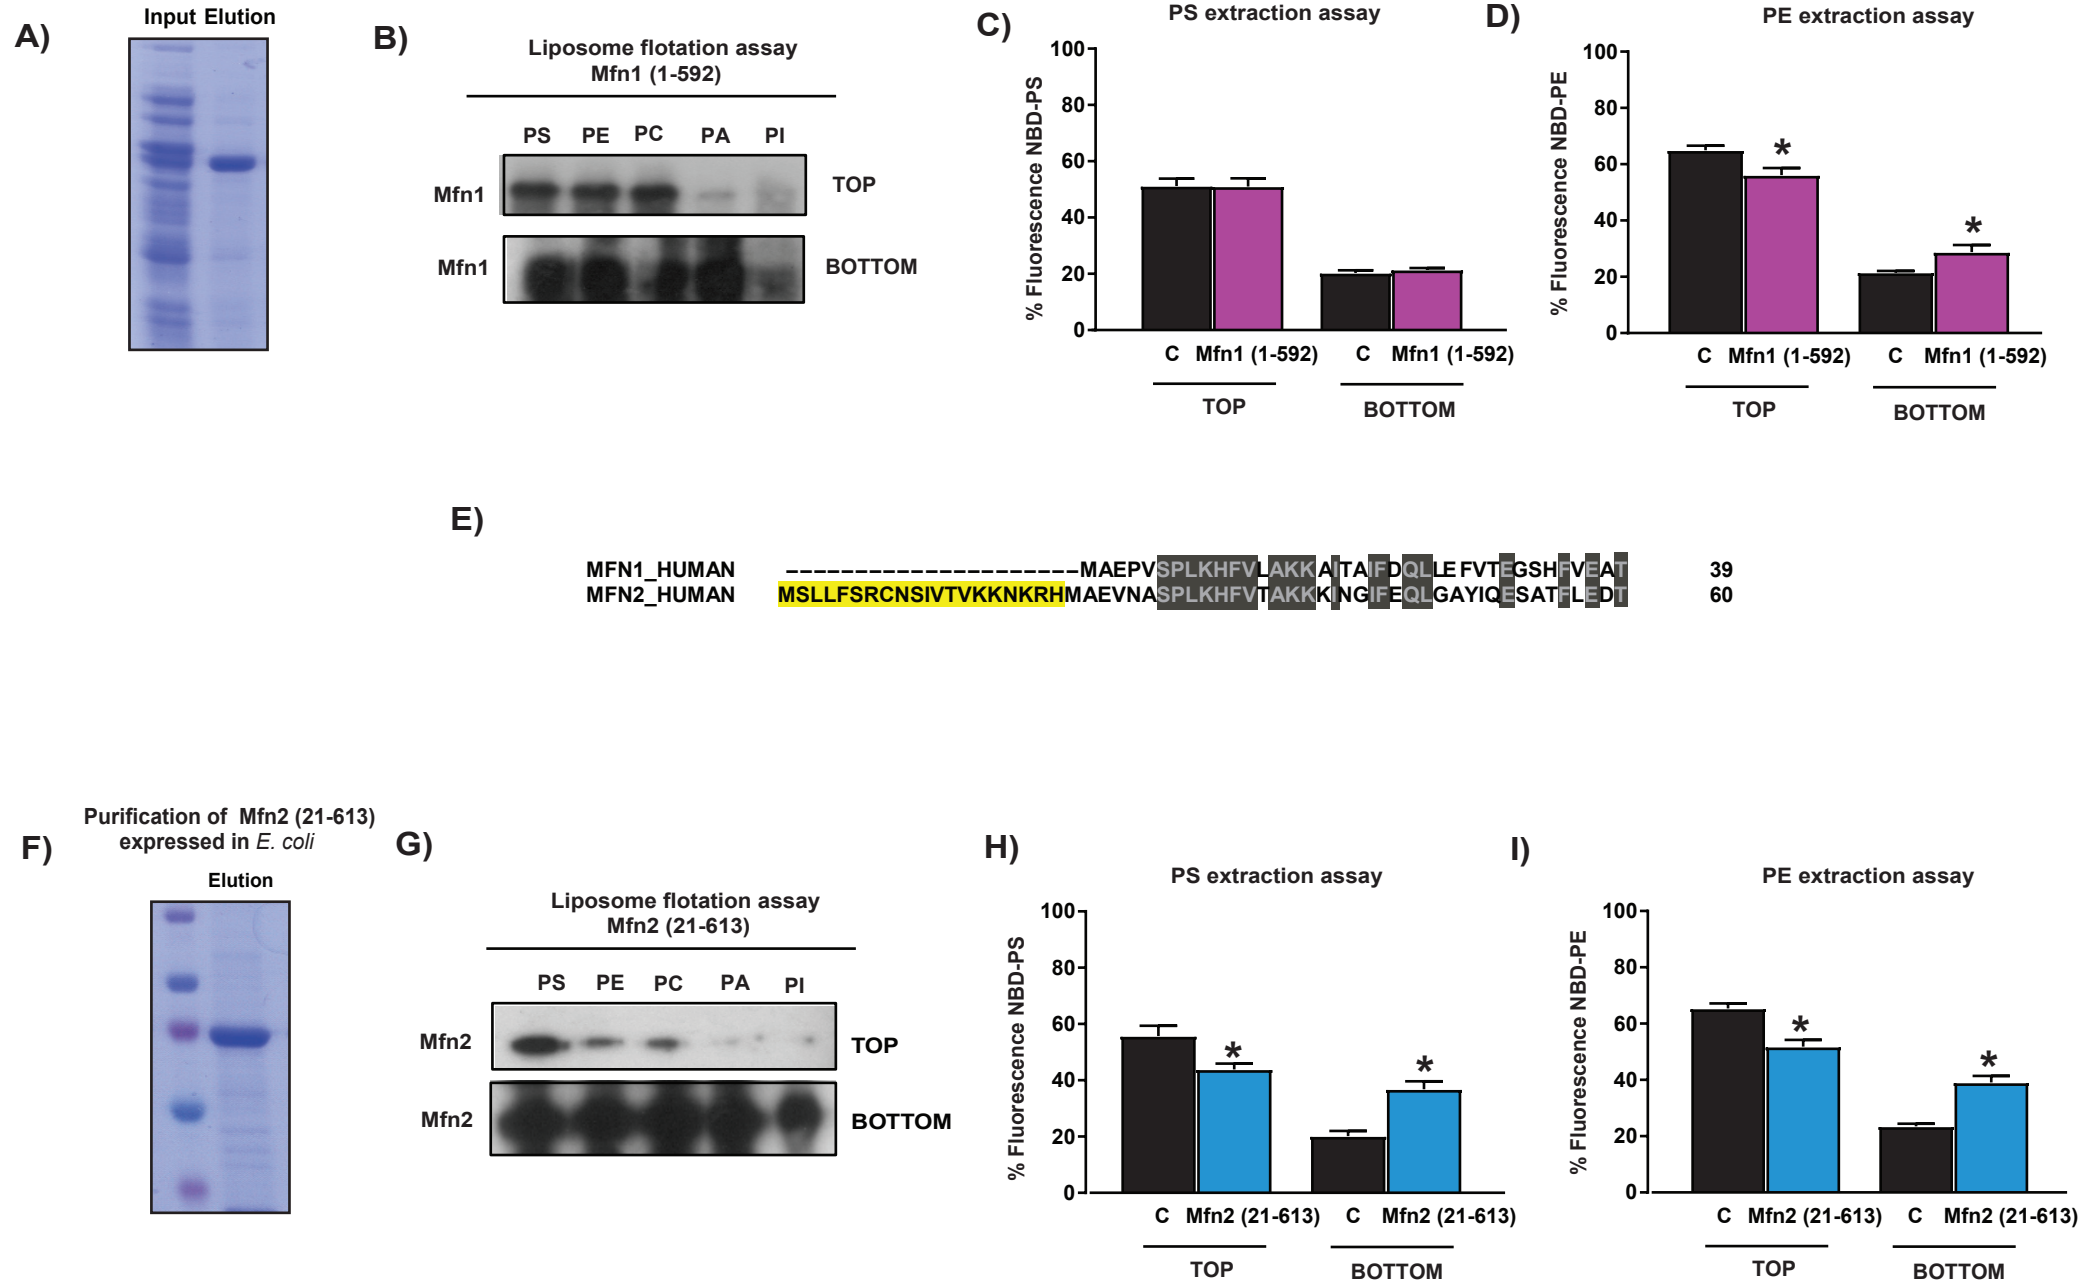 A)
Input Elution
B)
Liposome flotation assay
Mfn1 (1-592)
PS PE PC PA PI
Mfn1 TOP
Mfn1 BOTTOM
C)
PS extraction assay
% Fluorescence NBD-PS
100
80
60
40
20
0
C Mfn1 (1-592) C Mfn1 (1-592)
TOP BOTTOM
D)
PE extraction assay
% Fluorescence NBD-PE
100
80
60
40
20
0
* *
C Mfn1 (1-592) C Mfn1 (1-592)
TOP BOTTOM
E)
MFN1_HUMAN ---------------------MAEPVSPLKHFVLAKKAITAIFDQLLEFVTEGSHFVEAT 39
MFN2_HUMAN MSLLFSRCNSIVTVKKNKRHMAEVNASPLKHFVTAKKKINGIFEQLGAYIQESATFLEDT 60
F)
Purification of Mfn2 (21-613)
expressed in E. coli
Elution
G)
Liposome flotation assay
Mfn2 (21-613)
PS PE PC PA PI
Mfn2 TOP
Mfn2 BOTTOM
H)
PS extraction assay
% Fluorescence NBD-PS
100
80
60
40
20
0
* *
C Mfn2 (21-613) C Mfn2 (21-613)
TOP BOTTOM
I)
PE extraction assay
% Fluorescence NBD-PE
100
80
60
40
20
0
* *
C Mfn2 (21-613) C Mfn2 (21-613)
TOP BOTTOM